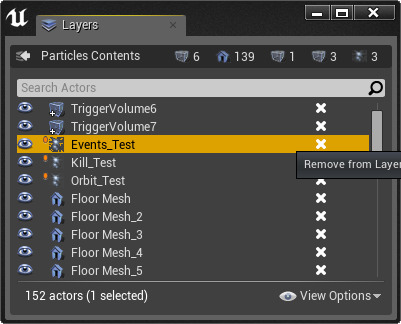 Layers
Particles Contents 6 139 1 3 3
Search Actors
TriggerVolume6
TriggerVolume7
Events_Test
Kill_Test
Remove from Layer
Orbit_Test
Floor Mesh
Floor Mesh_2
Floor Mesh_3
Floor Mesh_4
Floor Mesh_5
152 actors (1 selected) View Options